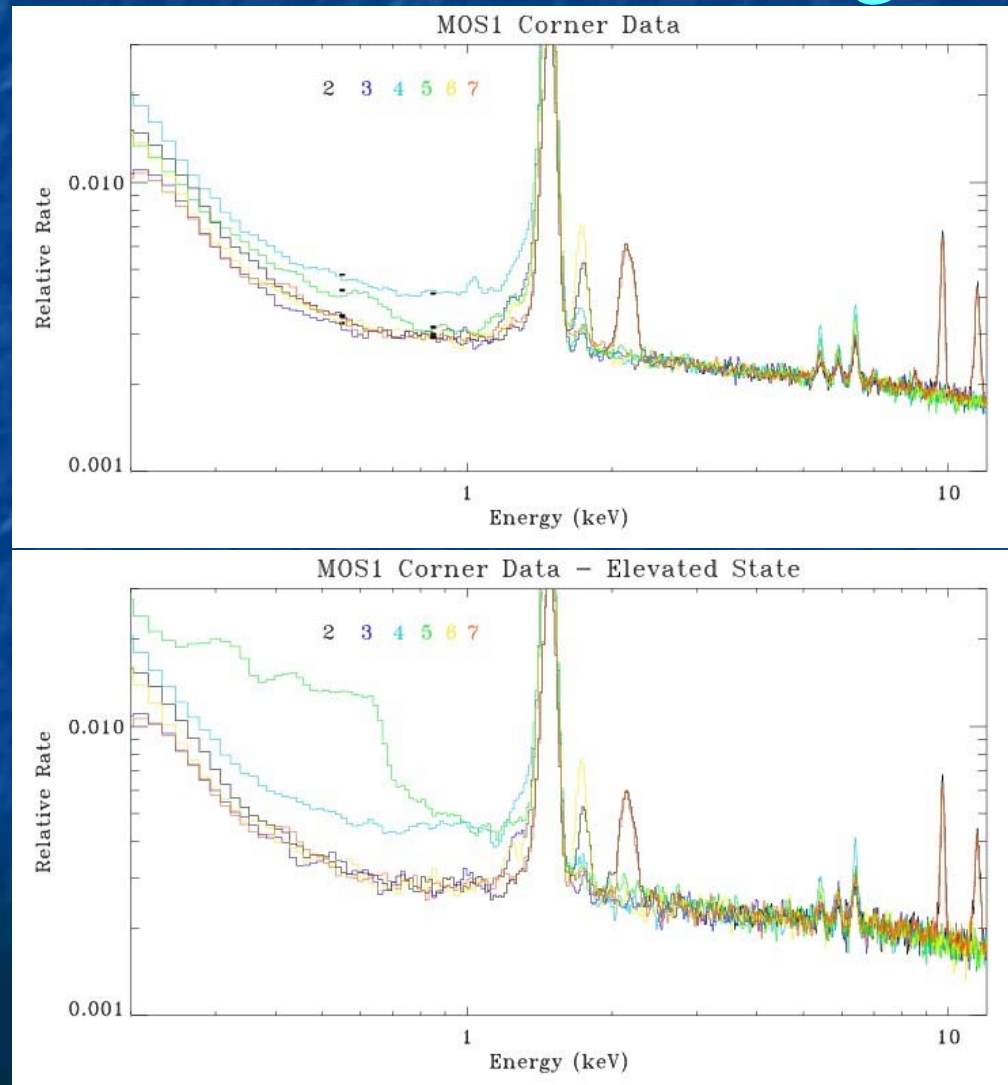 MOS1 Corner Data
2 3 4 5 6 7
0.010
0.001
Relative Rate
1 10
Energy (keV)
MOS1 Corner Data – Elevated State
2 3 4 5 6 7
0.010
0.001
Relative Rate
1 10
Energy (keV)